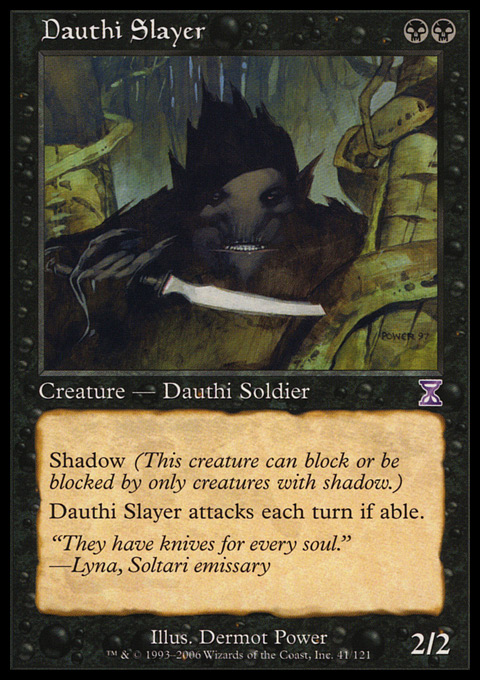 Dauthi Slayer
POWER 97
Creature — Dauthi Soldier
Shadow (This creature can block or be
blocked by only creatures with shadow.)
Dauthi Slayer attacks each turn if able.
“They have knives for every soul.”
—Lyna, Soltari emissary
Illus. Dermot Power
™ & © 1993–2006 Wizards of the Coast, Inc. 41/121
2/2